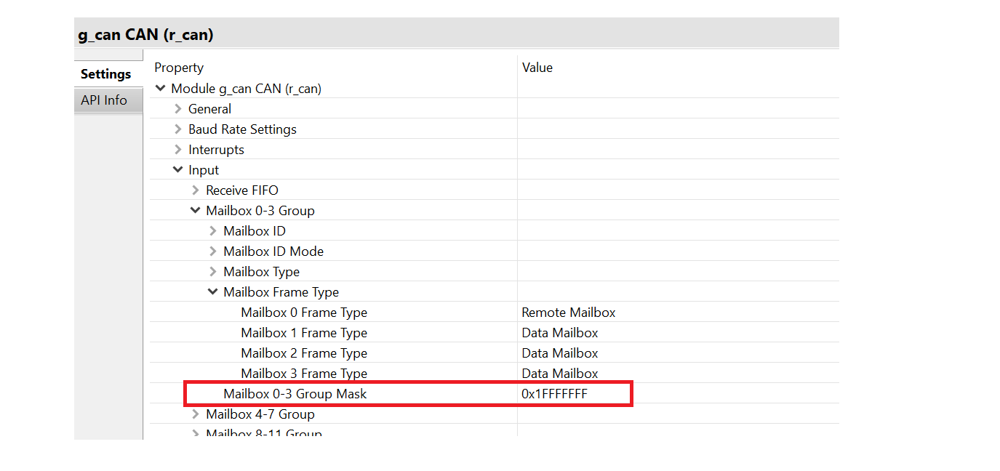 g_can CAN (r_can)
Settings
API Info
Property Value
Module g_can CAN (r_can)
General
Baud Rate Settings
Interrupts
Input
Receive FIFO
Mailbox 0-3 Group
Mailbox ID
Mailbox ID Mode
Mailbox Type
Mailbox Frame Type
Mailbox 0 Frame Type Remote Mailbox
Mailbox 1 Frame Type Data Mailbox
Mailbox 2 Frame Type Data Mailbox
Mailbox 3 Frame Type Data Mailbox
Mailbox 0-3 Group Mask 0x1FFFFFFF
Mailbox 4-7 Group
Mailbox 8-11 Group